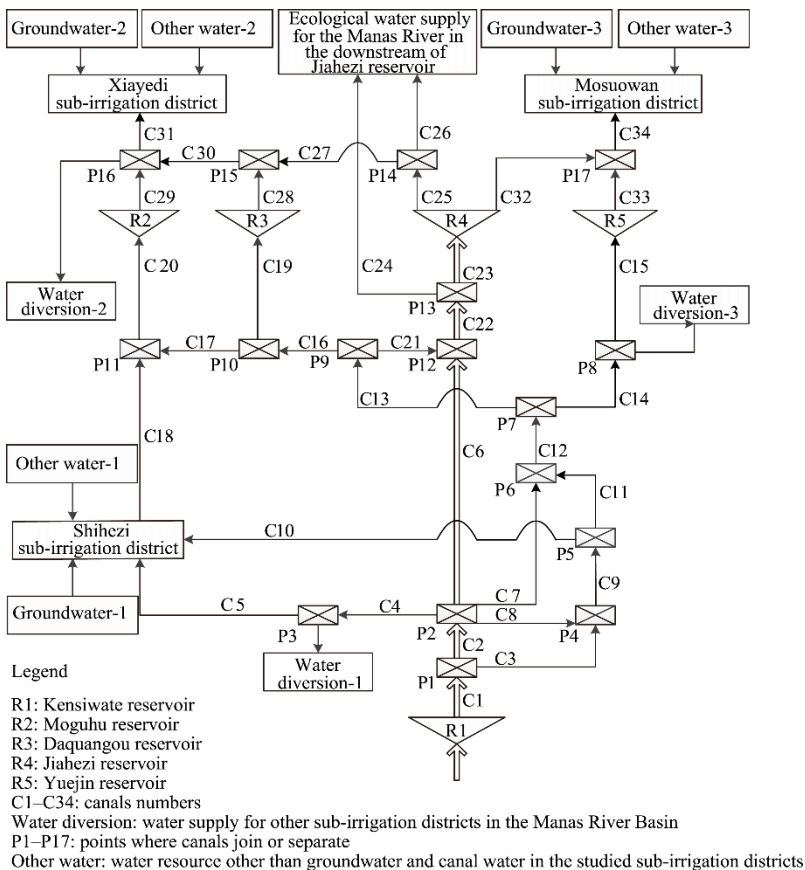 Groundwater-2
Other water-2
Ecological water supply
for the Manas River in
the downstream of
Jiahezi reservoir
Groundwater-3
Other water-3
Xiayedi
sub-irrigation district
Mosuowan
sub-irrigation district
C31
C26
C34
C30
C27
P16
P15
P14
P17
C29
C28
C25
C32
C33
R2
R3
R4
R5
C 20
C19
C24
C23
C15
Water
diversion-2
P13
Water
diversion-3
C22
C17
C16
C21
P11
P10
P9
P12
P8
C13
C14
P7
C18
C6
C12
Other water-1
P6
C11
Shihezi
sub-irrigation district
C10
P5
C9
Groundwater-1
C 5
C4
C 7
C8
P3
P2
P4
C2
C3
Water
diversion-1
P1
C1
R1
Legend
R1: Kensiwate reservoir
R2: Moguhu reservoir
R3: Daquangou reservoir
R4: Jiahezi reservoir
R5: Yuejin reservoir
C1–C34: canals numbers
Water diversion: water supply for other sub-irrigation districts in the Manas River Basin
P1–P17: points where canals join or separate
Other water: water resource other than groundwater and canal water in the studied sub-irrigation districts